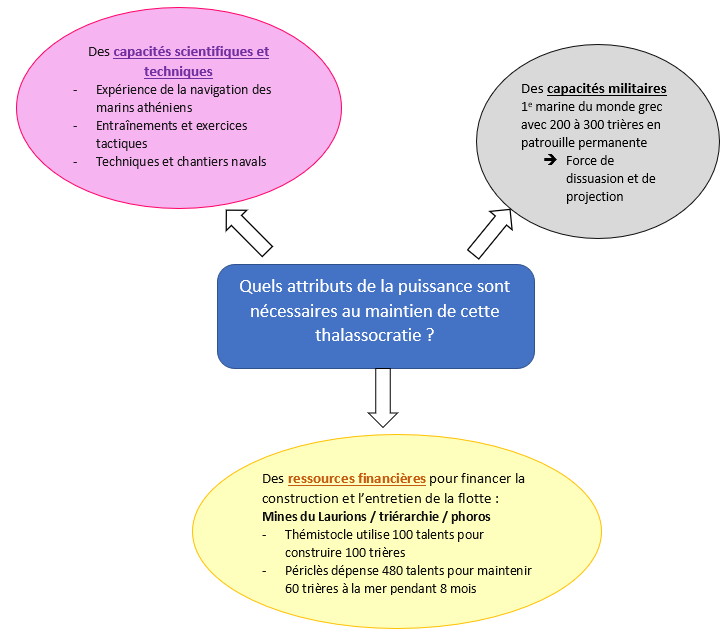 Des capacités scientifiques et
techniques
- Expérience de la navigation des
marins athéniens
- Entraînements et exercices
tactiques
- Techniques et chantiers navals
Des capacités militaires
1e marine du monde grec
avec 200 à 300 trières en
patrouille permanente
➔ Force de
dissuasion et de
projection
Quels attributs de la puissance sont
nécessaires au maintien de cette
thalassocratie ?
Des ressources financières pour financer la
construction et l’entretien de la flotte :
Mines du Laurions / triérarchie / phoros
- Thémistocle utilise 100 talents pour
construire 100 trières
- Périclès dépense 480 talents pour maintenir
60 trières à la mer pendant 8 mois